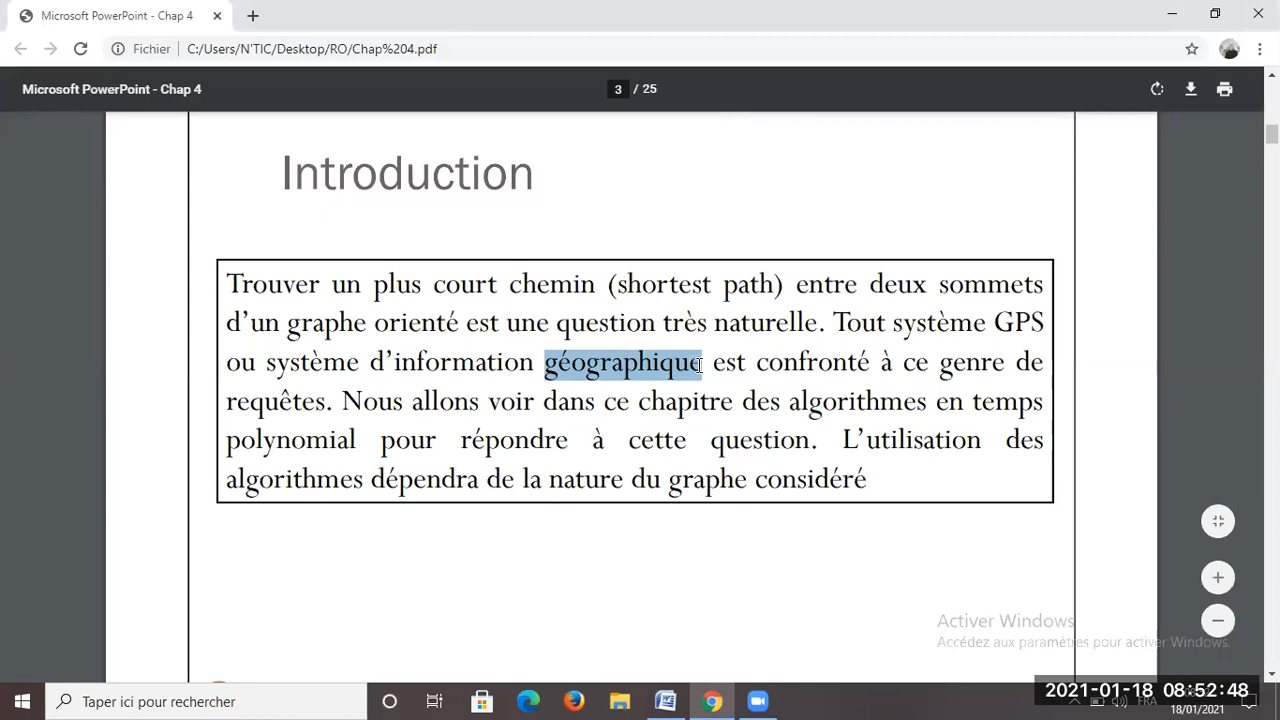 Microsoft PowerPoint - Chap 4
Fichier
C:/Users/N'TIC/Desktop/RO/Chap%204.pdf
Microsoft PowerPoint - Chap 4
3 / 25
Introduction
Trouver un plus court chemin (shortest path) entre deux sommets
d’un graphe orienté est une question très naturelle. Tout système GPS
ou système d’information géographique est confronté à ce genre de
requêtes. Nous allons voir dans ce chapitre des algorithmes en temps
polynomial pour répondre à cette question. L’utilisation des
algorithmes dépendra de la nature du graphe considéré
Activer Windows
Accédez aux paramètres pour activer Windows.
Taper ici pour rechercher
2021-01-18 08:52:48
FRA
18/01/2021